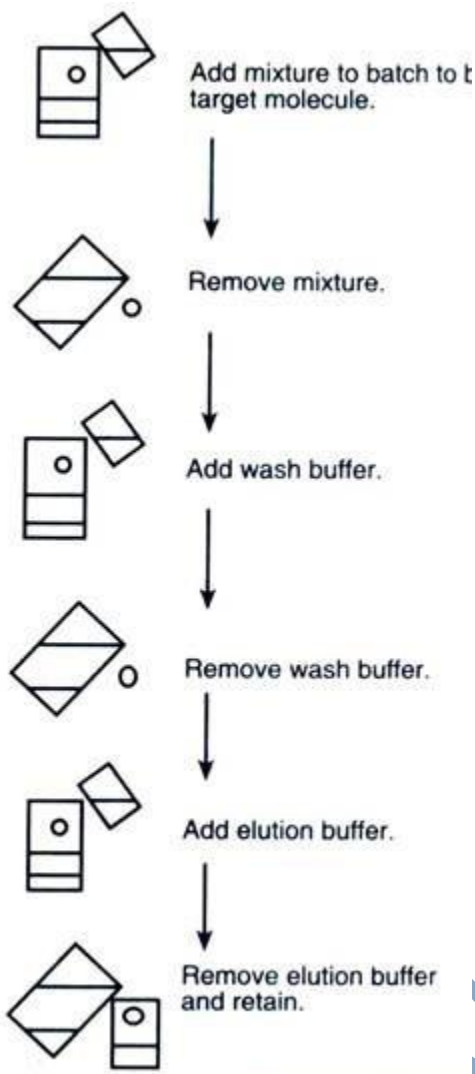 Add mixture to batch to
target molecule.
Remove mixture.
Add wash buffer.
Remove wash buffer.
Add elution buffer.
Remove elution buffer
and retain.